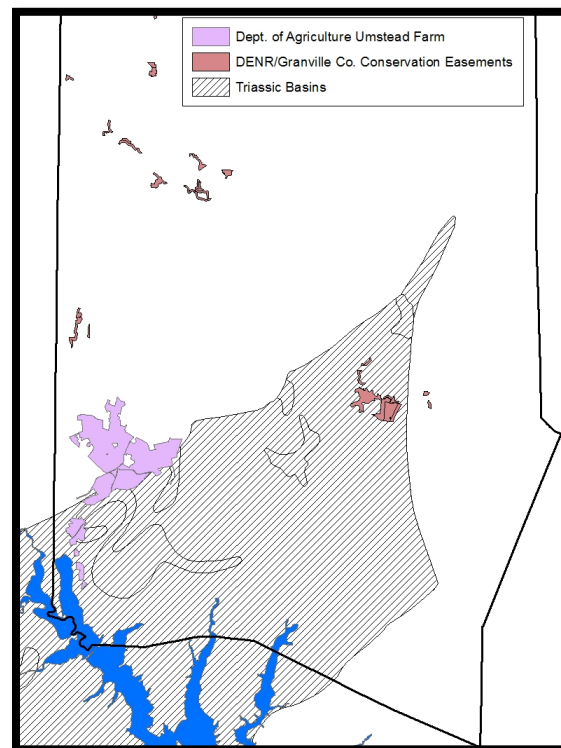 Dept. of Agriculture Umstead Farm
DENR/Granville Co. Conservation Easements
Triassic Basins